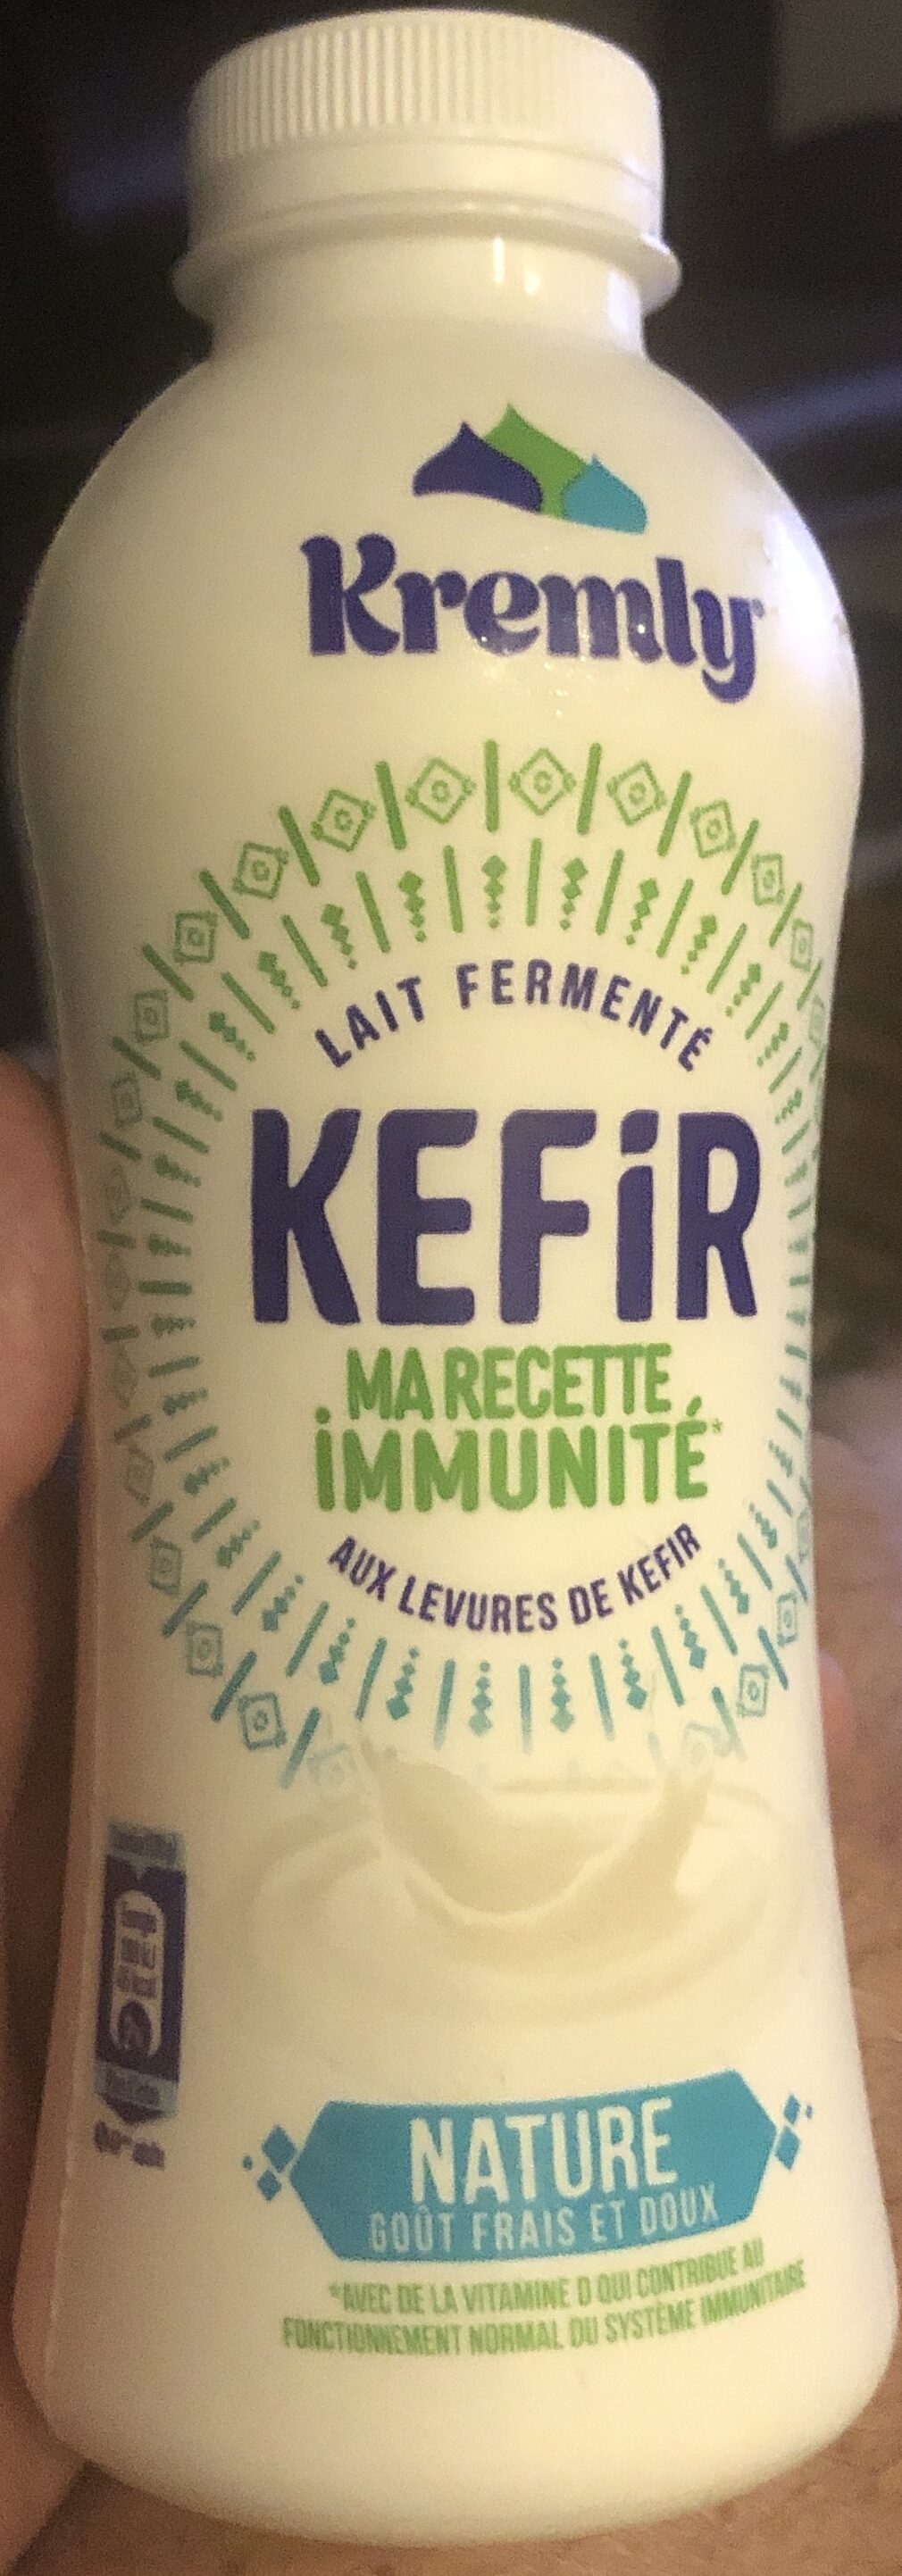 Kremly
LAIT FERMENTÉ
KEFiR
MA RECETTE
iMMUNITÉ*
AUX LEVURES DE KEFIR
NATURE
GOÛT FRAIS ET DOUX
*AVEC DE LA VITAMINE D QUI CONTRIBUE AU
FONCTIONNEMENT NORMAL DU SYSTÈME IMMUNITAIRE